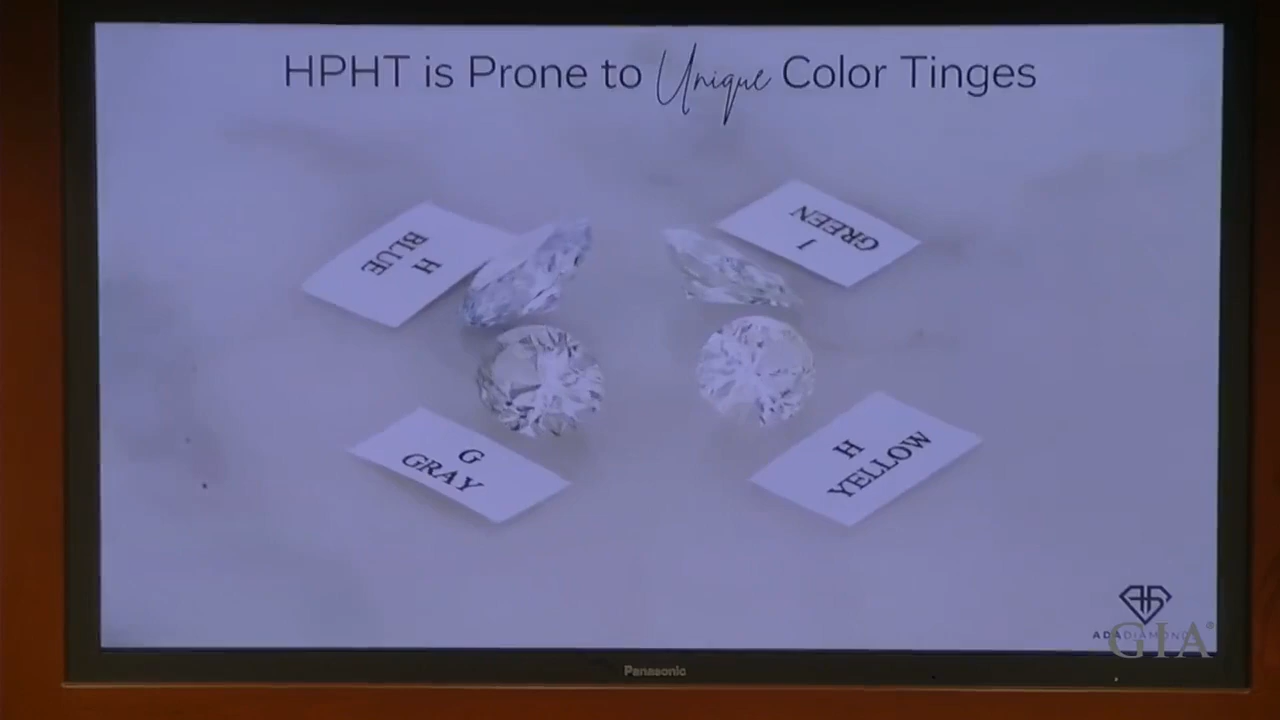 HPHT is Prone to Unique Color Tinges
H
BLUE
I
GREEN
G
GRAY
H
YELLOW
ADA DIAMONDS
GIA®
Panasonic